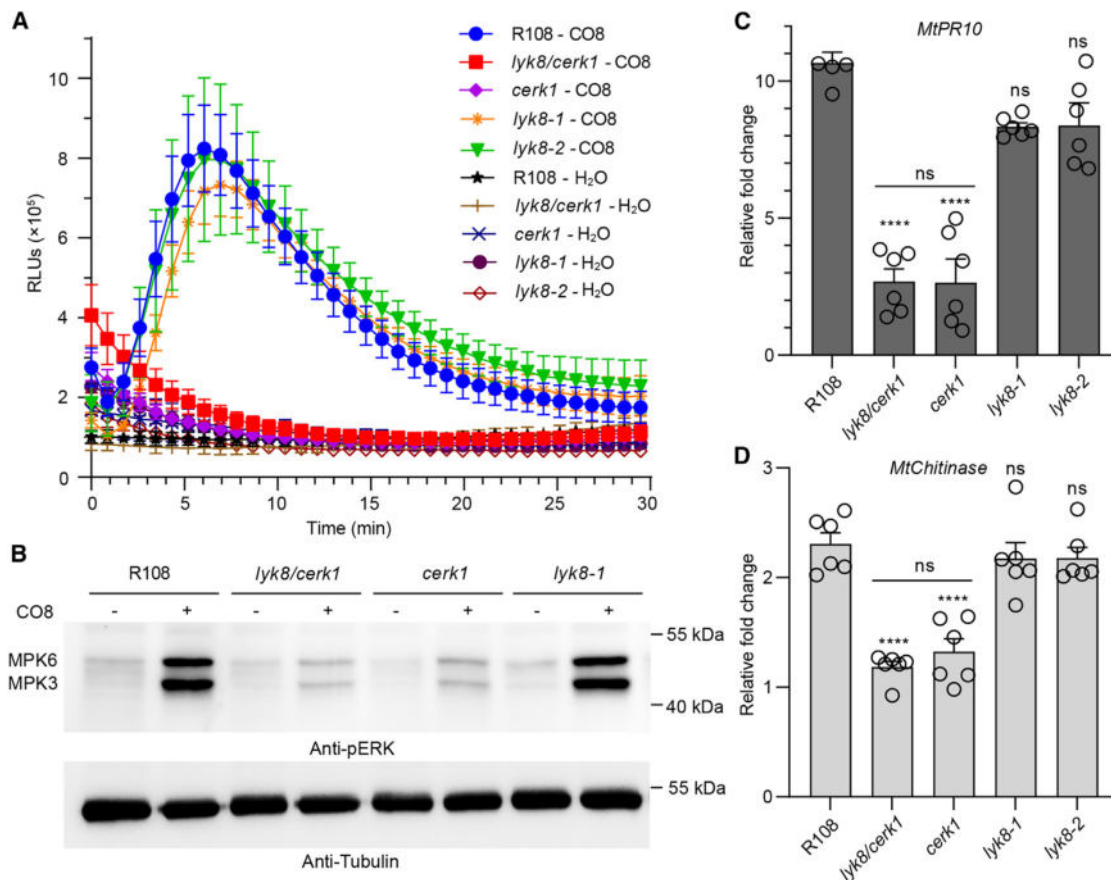 A
RLUs (×10⁵)
10
8
6
4
2
0
0
5
10
15
20
25
30
Time (min)
R108 - CO8
lyk8/cerk1 - CO8
cerk1 - CO8
lyk8-1 - CO8
lyk8-2 - CO8
R108 - H₂O
lyk8/cerk1 - H₂O
cerk1 - H₂O
lyk8-1 - H₂O
lyk8-2 - H₂O
B
R108 lyk8/cerk1 cerk1 lyk8-1
CO8 - + - + - + - +
MPK6
MPK3
55 kDa
40 kDa
Anti-pERK
55 kDa
Anti-Tubulin
C
MtPR10
Relative fold change
10
5
0
ns
**** ****
ns
ns
R108
lyk8/cerk1
cerk1
lyk8-1
lyk8-2
D
MtChitinase
Relative fold change
3
2
1
0
ns
**** ****
ns
ns
R108
lyk8/cerk1
cerk1
lyk8-1
lyk8-2